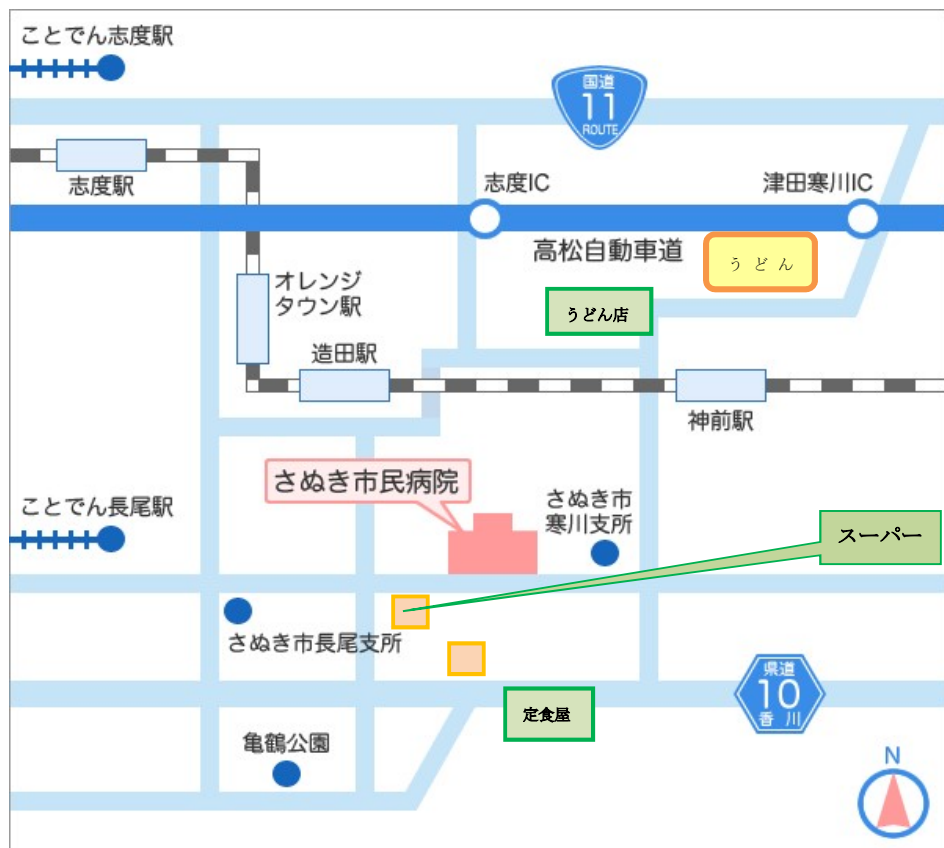 ことでん志度駅
国道
11
ROUTE
志度駅
志度IC
津田寒川IC
高松自動車道
うどん
オレンジ
タウン駅
うどん店
造田駅
神前駅
さぬき市民病院
ことでん長尾駅
さぬき市
寒川支所
スーパー
さぬき市長尾支所
県道
10
香川
定食屋
亀鶴公園
N